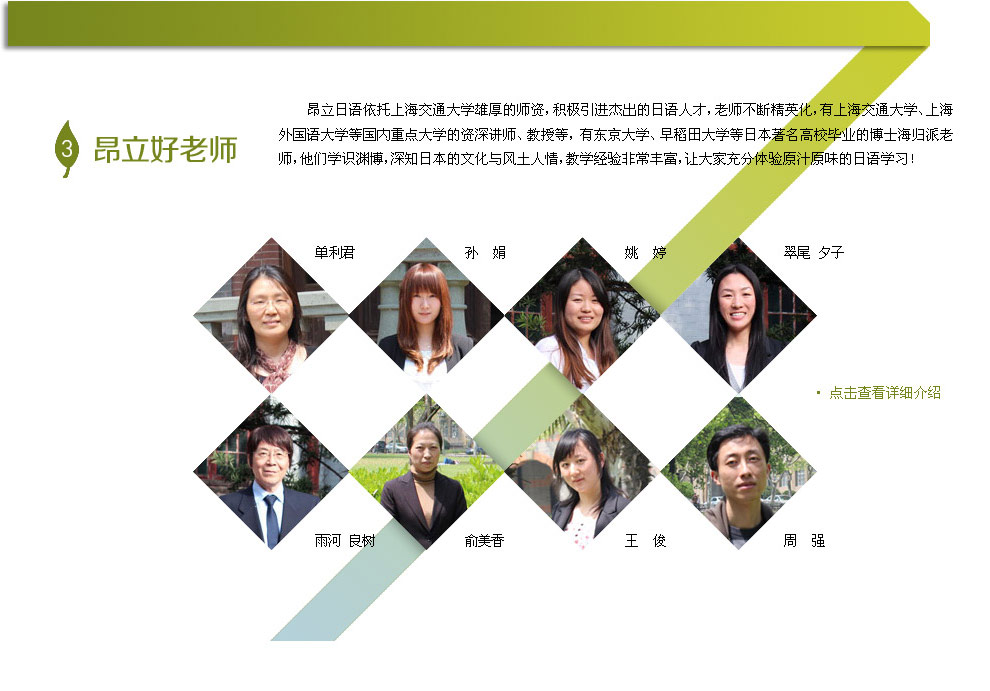 昂立日语依托上海交通大学雄厚的师资，积极引进杰出的日语人才，老师不断精英化，有上海交通大学、上海
外国语大学等国内重点大学的资深讲师、教授等，有东京大学、早稻田大学等日本著名高校毕业的博士海归派老
师，他们学识渊博，深知日本的文化与风土人情，教学经验非常丰富，让大家充分体验原汁原味的日语学习！
3 昂立好老师
单利君 孙 娟 姚 婷 翠尾 夕子
• 点击查看详细介绍
雨河 良树 俞美香 王 俊 周 强